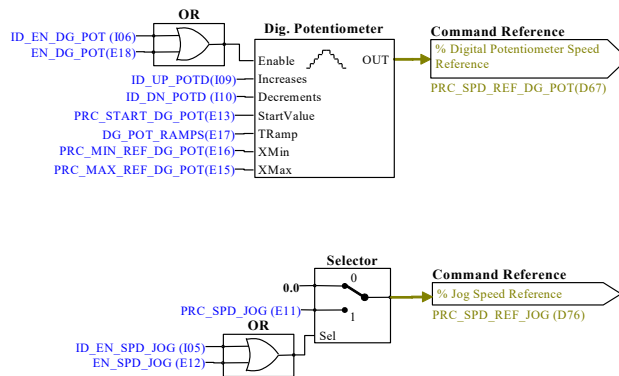 OR
Dig. Potentiometer
Command Reference
ID_EN_DG_POT (I06)
EN_DG_POT(E18)
Enable
OUT
% Digital Potentiometer Speed
Reference
ID_UP_POTD(I09)
Increases
PRC_SPD_REF_DG_POT(D67)
ID_DN_POTD (I10)
Decrements
PRC_START_DG_POT(E13)
StartValue
DG_POT_RAMPS(E17)
TRamp
PRC_MIN_REF_DG_POT(E16)
XMin
PRC_MAX_REF_DG_POT(E15)
XMax
Selector
Command Reference
0
0.0
% Jog Speed Reference
PRC_SPD_JOG (E11)
1
PRC_SPD_REF_JOG (D76)
OR
Sel
ID_EN_SPD_JOG (I05)
EN_SPD_JOG (E12)